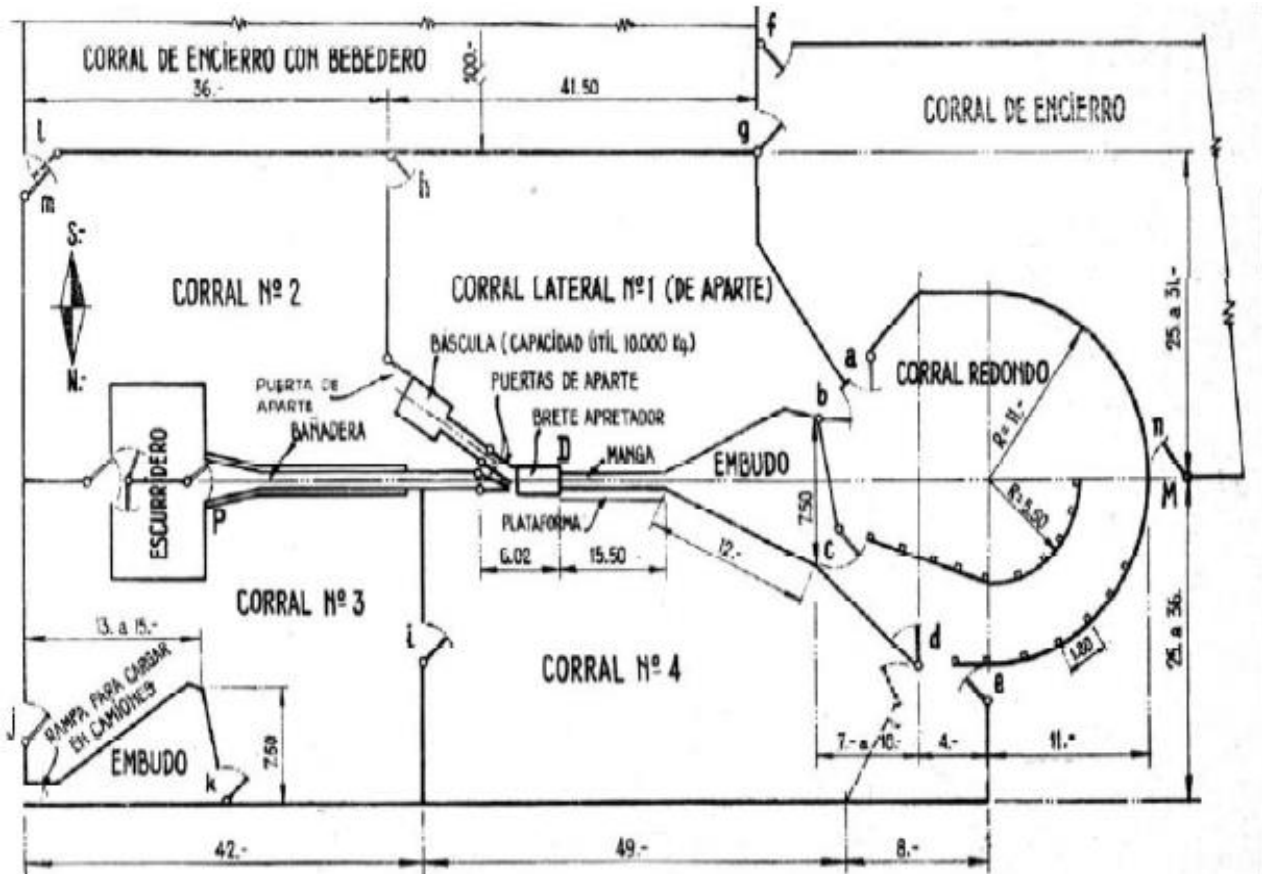 f
CORRAL DE ENCIERRO CON BEBEDERO
100.-
36.-
41.50
CORRAL DE ENCIERRO
l
g
m
h
S.-
N.-
CORRAL Nº 2
CORRAL LATERAL Nº 1 (DE APARTE)
25 a 31.-
BÁSCULA (CAPACIDAD ÚTIL 10.000 Kg)
a
CORRAL REDONDO
PUERTA DE
APARTE
PUERTAS DE APARTE
R= 11.-
b
BRETE APRETADOR
BAÑADERA
D
MANGA
EMBUDO
n
M
ESCURRIDERO
P
PLATAFORMA
7.50
R=5.50
12.-
c
6.02
15.50
CORRAL Nº 3
25 a 36.-
13. a 15.-
i
CORRAL Nº 4
d
1.80
e
RAMPA PARA CARGAR
EN CAMIONES
j
EMBUDO
7.50
k
7.- a 10.-
4.-
11.-
42.-
49.-
8.-